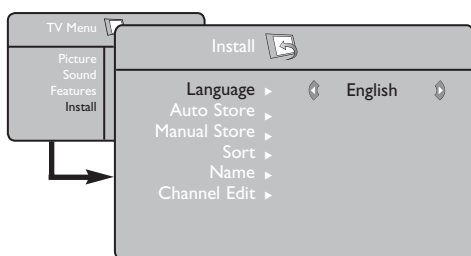 TV Menu
Picture
Sound
Features
Install
Install
Language English
Auto Store
Manual Store
Sort
Name
Channel Edit